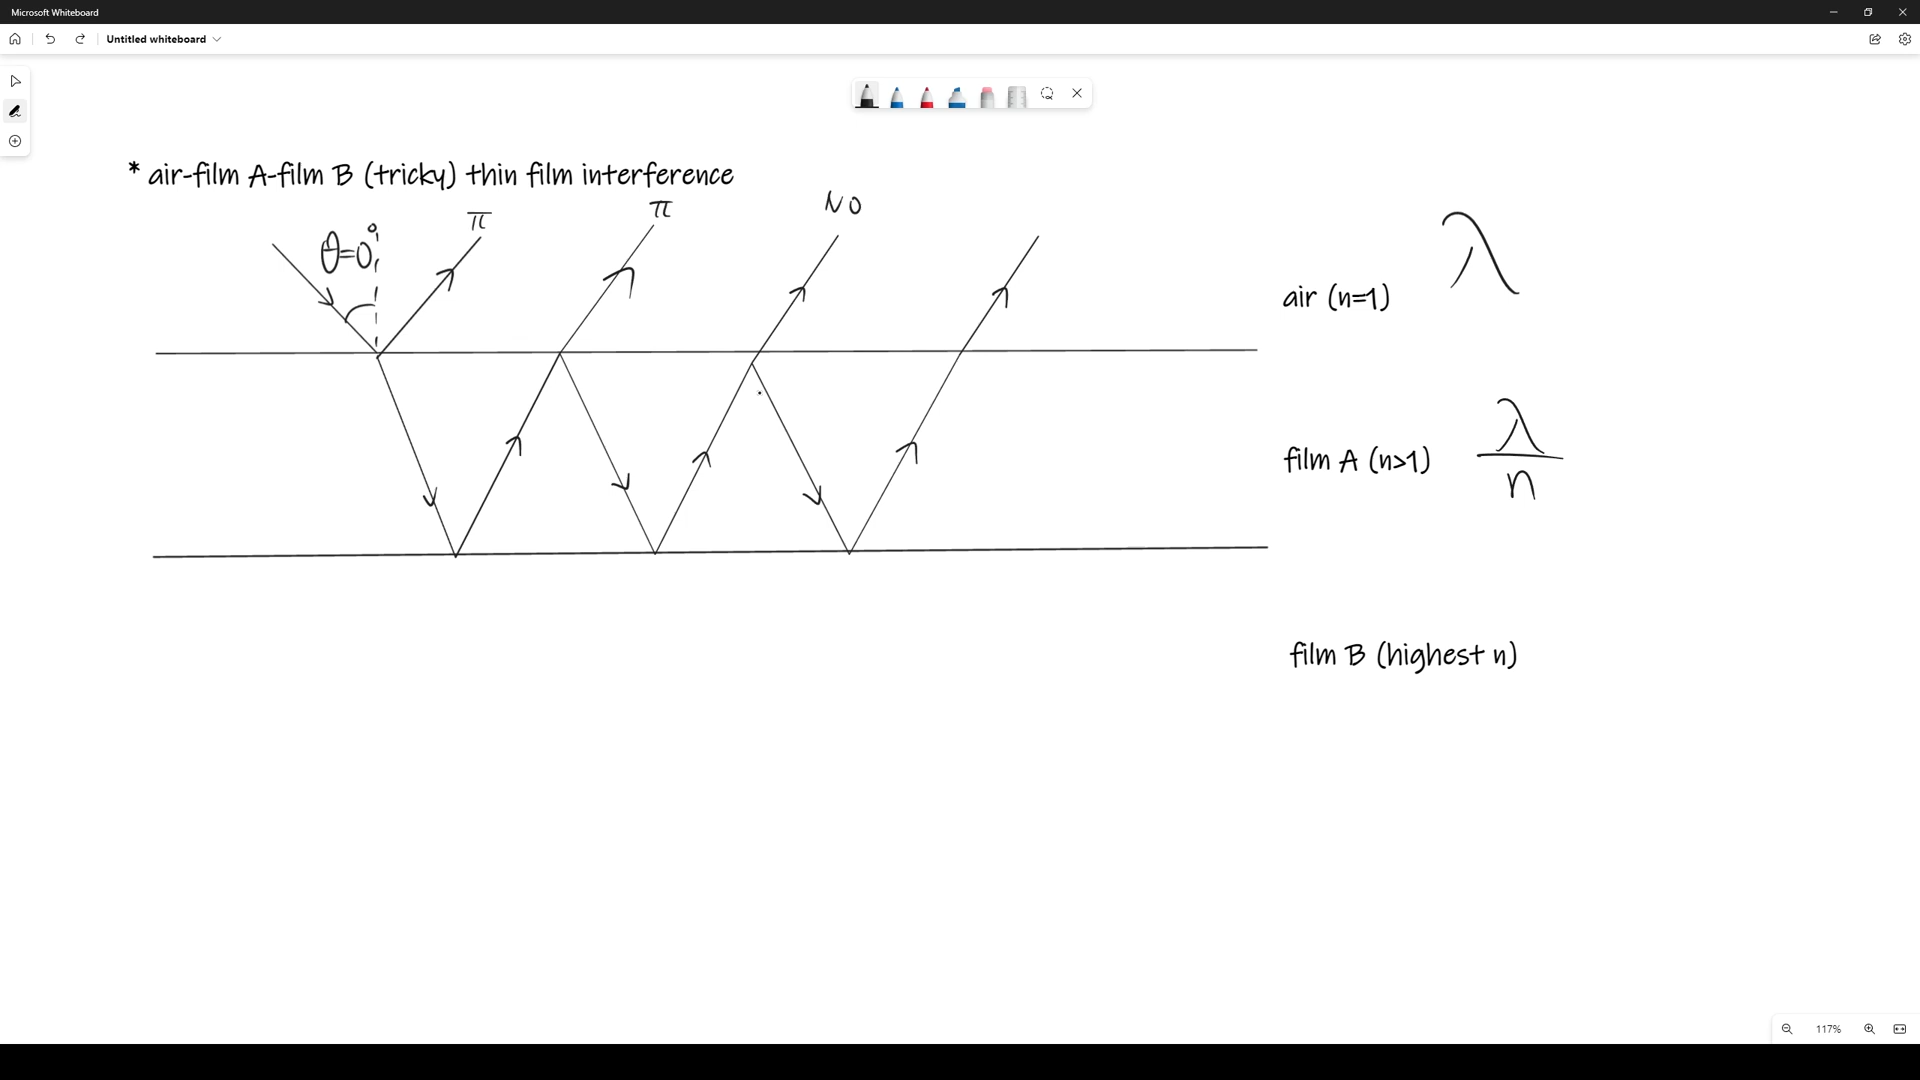 Microsoft Whiteboard
Untitled whiteboard
* air-film A-film B (tricky) thin film interference
θ=0°
π
π
NO
air (n=1)
λ
film A (n>1)
λ
n
film B (highest n)
117%